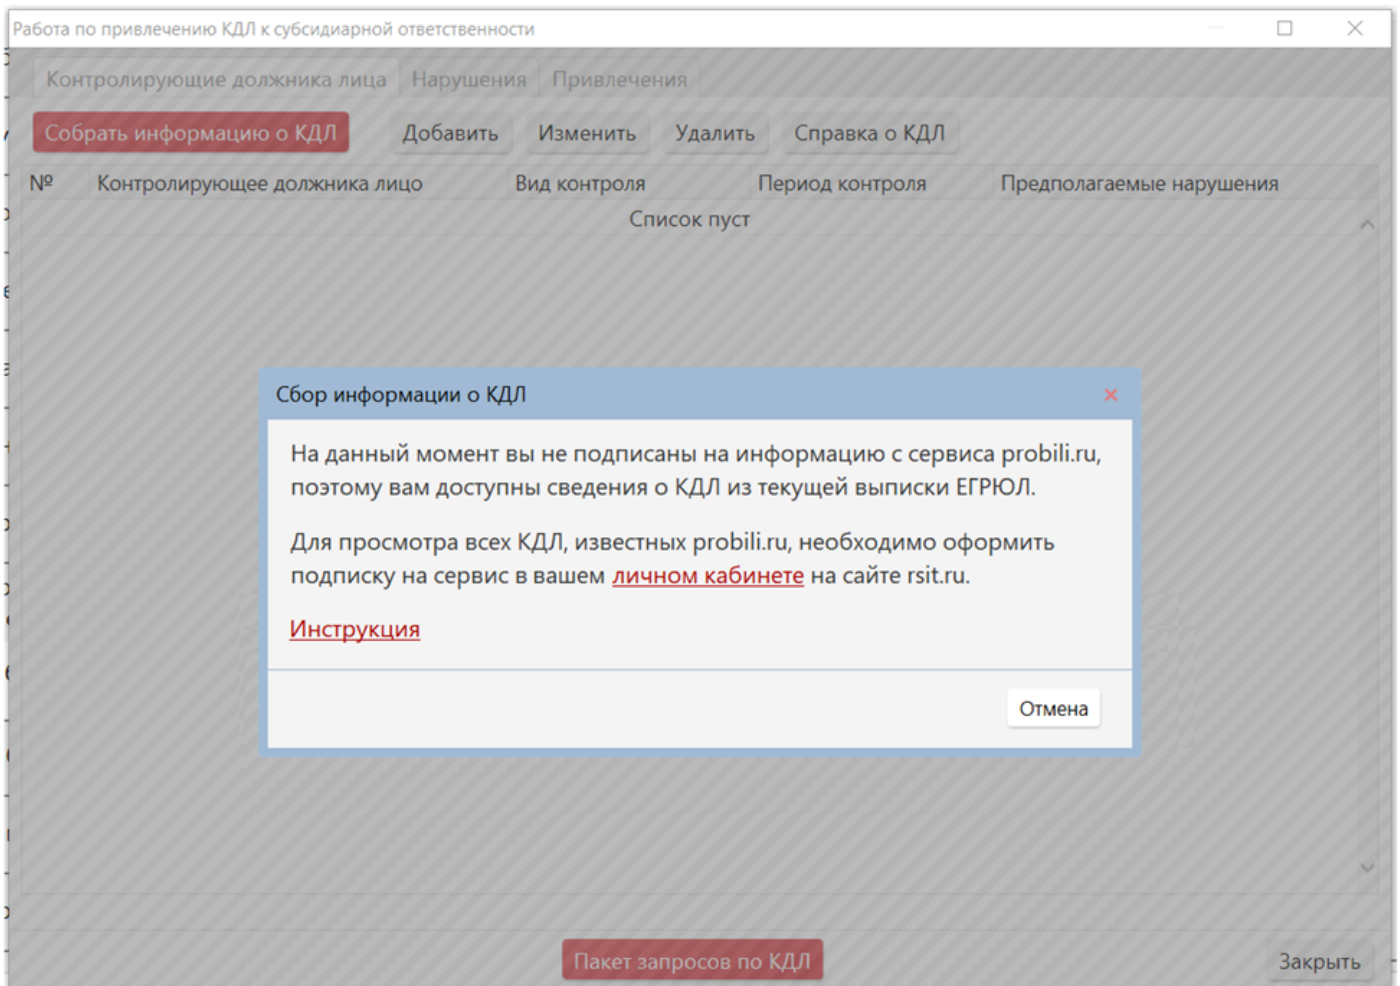 Работа по привлечению КДЛ к субсидиарной ответственности
Контролирующие должника лица Нарушения Привлечения
Собрать информацию о КДЛ Добавить Изменить Удалить Справка о КДЛ
№ Контролирующее должника лицо Вид контроля Период контроля Предполагаемые нарушения
Список пуст
Сбор информации о КДЛ
На данный момент вы не подписаны на информацию с сервиса probili.ru,
поэтому вам доступны сведения о КДЛ из текущей выписки ЕГРЮЛ.
Для просмотра всех КДЛ, известных probili.ru, необходимо оформить
подписку на сервис в вашем личном кабинете на сайте rsit.ru.
Инструкция
Отмена
Пакет запросов по КДЛ Закрыть